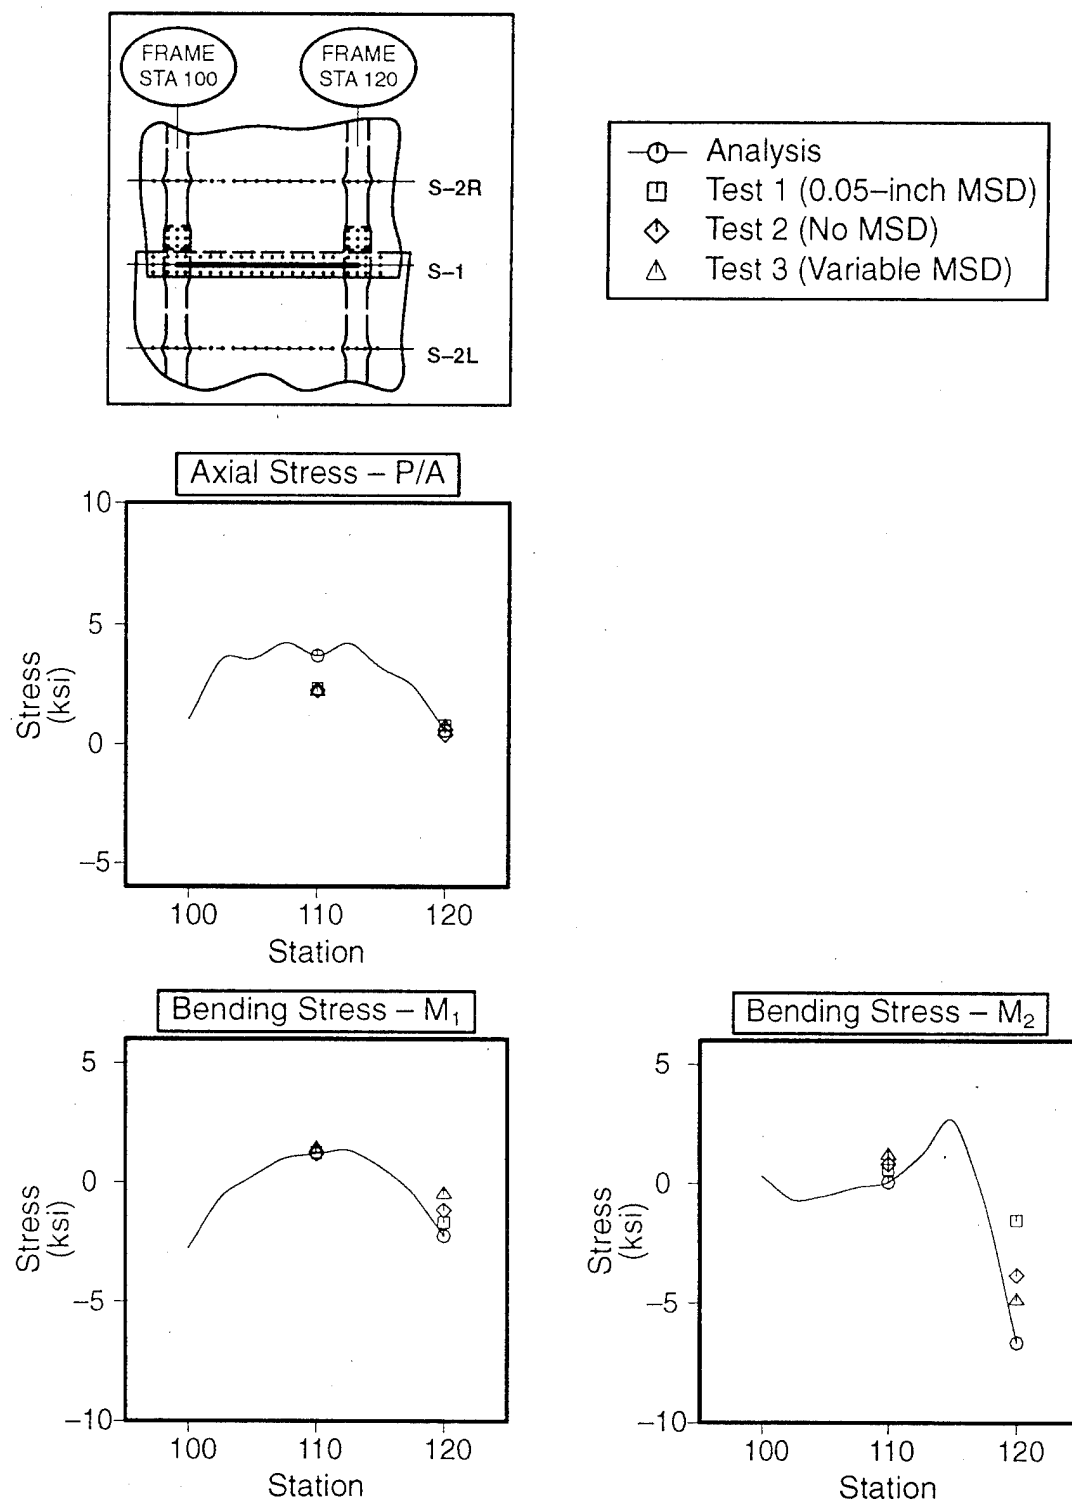 FRAME
STA 100
FRAME
STA 120
S-2R
S-1
S-2L
Analysis
Test 1 (0.05-inch MSD)
Test 2 (No MSD)
Test 3 (Variable MSD)
Axial Stress – P/A
10
5
0
-5
Stress
(ksi)
100 110 120
Station
Bending Stress – M₁
5
0
-5
-10
Stress
(ksi)
100 110 120
Station
Bending Stress – M₂
5
0
-5
-10
Stress
(ksi)
100 110 120
Station